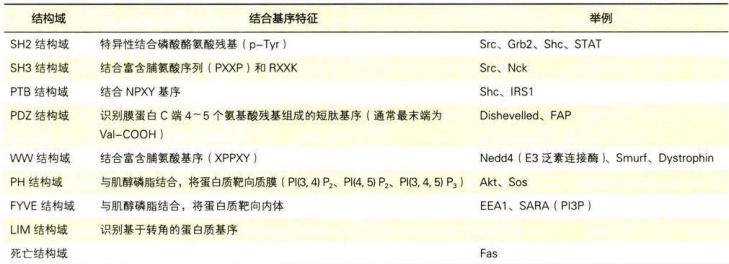 结构域 结合基序特征 举例
SH2 结构域 特异性结合磷酸酪氨酸残基（p-Tyr） Src、Grb2、Shc、STAT
SH3 结构域 结合富含脯氨酸序列（PXXP）和 RXXK Src、Nck
PTB 结构域 结合 NPXY 基序 Shc、IRS1
PDZ 结构域 识别膜蛋白 C 端 4~5 个氨基酸残基组成的短肽基序（通常最末端为 Dishevelled、FAP
Val-COOH）
WW 结构域 结合富含脯氨酸基序（XPPXY） Nedd4（E3 泛素连接酶）、Smurf、Dystrophin
PH 结构域 与肌醇磷脂结合，将蛋白质靶向质膜（PI(3, 4) P₂、PI(4, 5) P₂、PI(3, 4, 5) P₃） Akt、Sos
FYVE 结构域 与肌醇磷脂结合，将蛋白质靶向内体 EEA1、SARA（PI3P）
LIM 结构域 识别基于转角的蛋白质基序
死亡结构域 Fas